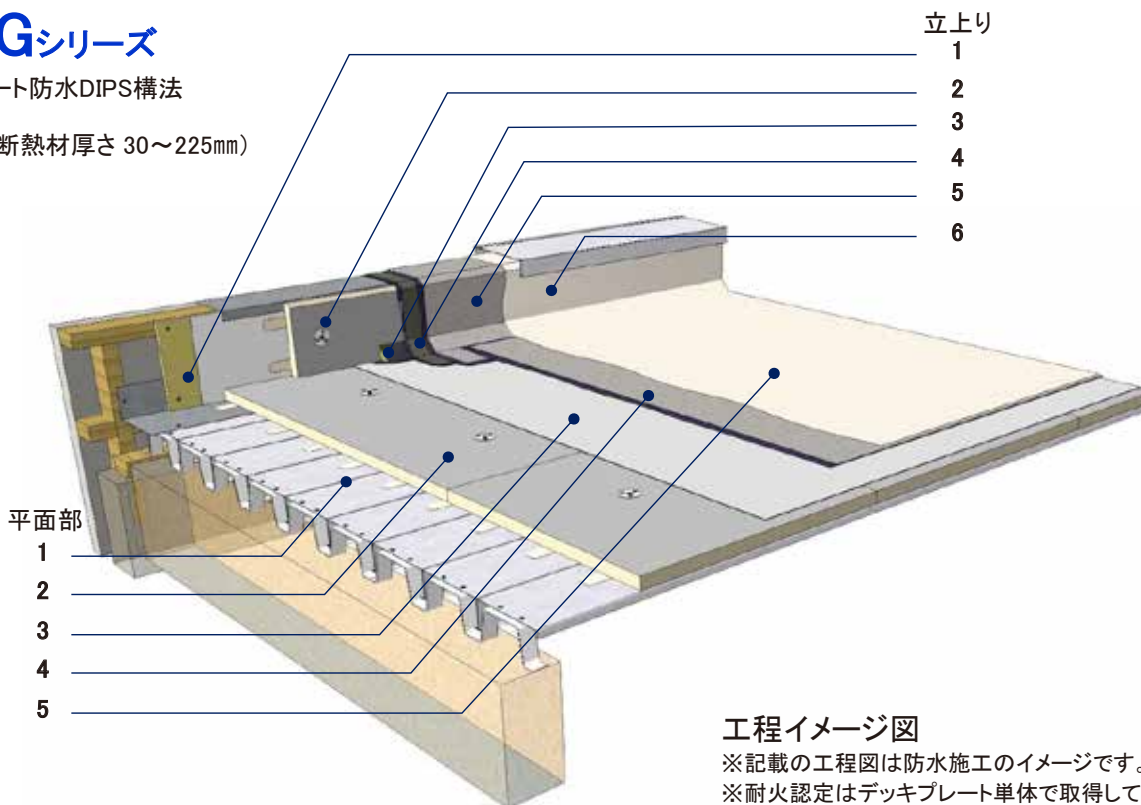 Gシリーズ
ート防水DIPS構法
断熱材厚さ 30～225㎜）
立上り
1
2
3
4
5
6
平面部
1
2
3
4
5
工程イメージ図
※記載の工程図は防水施工のイメージです。
※耐火認定はデッキプレート単体で取得して